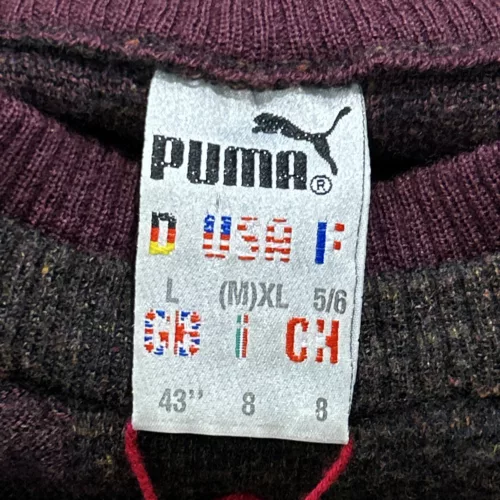 PUMA®
D USA F
L (M)XL 5/6
GB I CH
43" 8 8